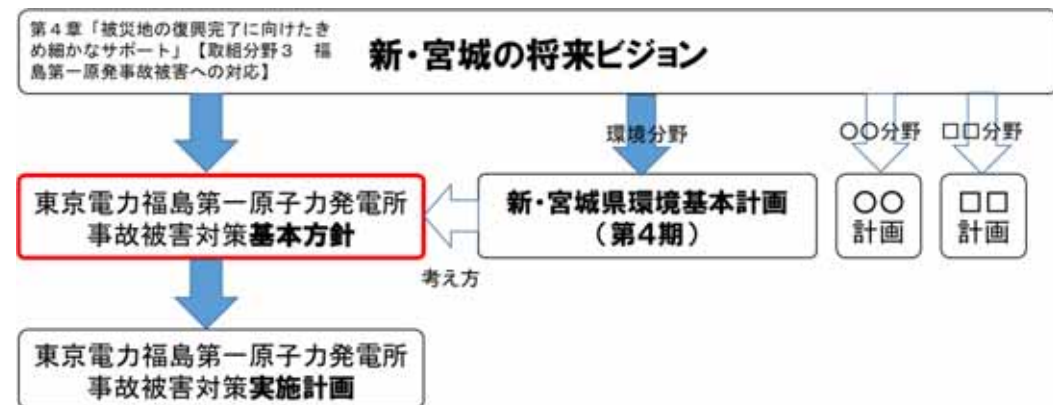 第4章「被災地の復興完了に向けたき
め細かなサポート」【取組分野3　福
島第一原発事故被害への対応】
新・宮城の将来ビジョン
環境分野
〇〇分野
□□分野
東京電力福島第一原子力発電所
事故被害対策基本方針
新・宮城県環境基本計画
（第4期）
〇〇
計画
□□
計画
考え方
東京電力福島第一原子力発電所
事故被害対策実施計画